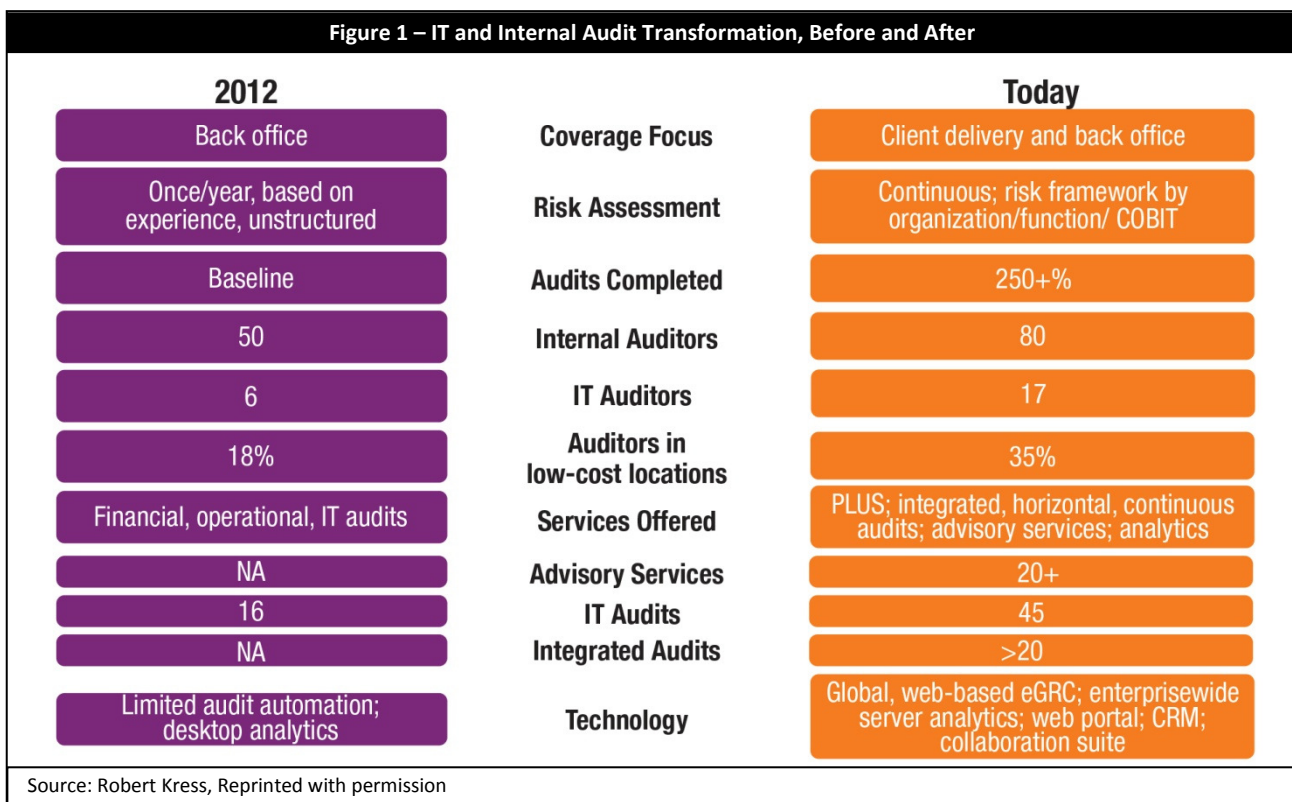 Figure 1 – IT and Internal Audit Transformation, Before and After
2012
Today
Back office
Coverage Focus
Client delivery and back office
Once/year, based on
experience, unstructured
Risk Assessment
Continuous; risk framework by
organization/function/ COBIT
Baseline
Audits Completed
250+%
50
Internal Auditors
80
6
IT Auditors
17
18%
Auditors in
low-cost locations
35%
Financial, operational, IT audits
Services Offered
PLUS; integrated, horizontal, continuous
audits; advisory services; analytics
NA
Advisory Services
20+
16
IT Audits
45
NA
Integrated Audits
>20
Limited audit automation;
desktop analytics
Technology
Global, web-based eGRC; enterprisewide
server analytics; web portal; CRM;
collaboration suite
Source: Robert Kress, Reprinted with permission